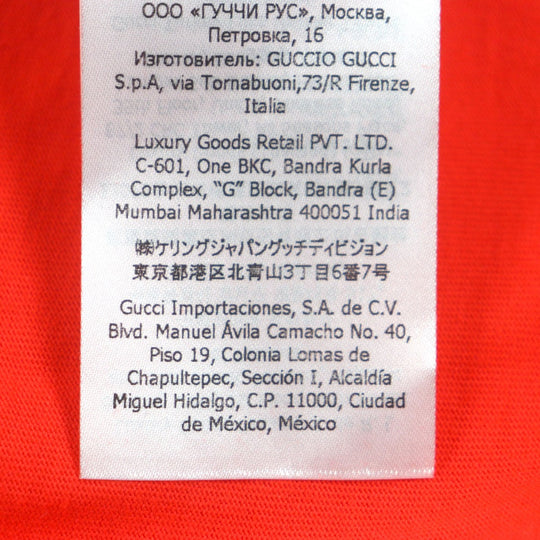 ООО «ГУЧЧИ РУС», Москва,
Петровка, 16
Изготовитель: GUCCIO GUCCI
S.p.A, via Tornabuoni,73/R Firenze,
Italia
Luxury Goods Retail PVT. LTD.
C-601, One BKC, Bandra Kurla
Complex, "G" Block, Bandra (E)
Mumbai Maharashtra 400051 India
㈱ケリングジャパングッチディビジョン
東京都港区北青山3丁目6番7号
Gucci Importaciones, S.A. de C.V.
Blvd. Manuel Ávila Camacho No. 40,
Piso 19, Colonia Lomas de
Chapultepec, Sección I, Alcaldía
Miguel Hidalgo, C.P. 11000, Ciudad
de México, México